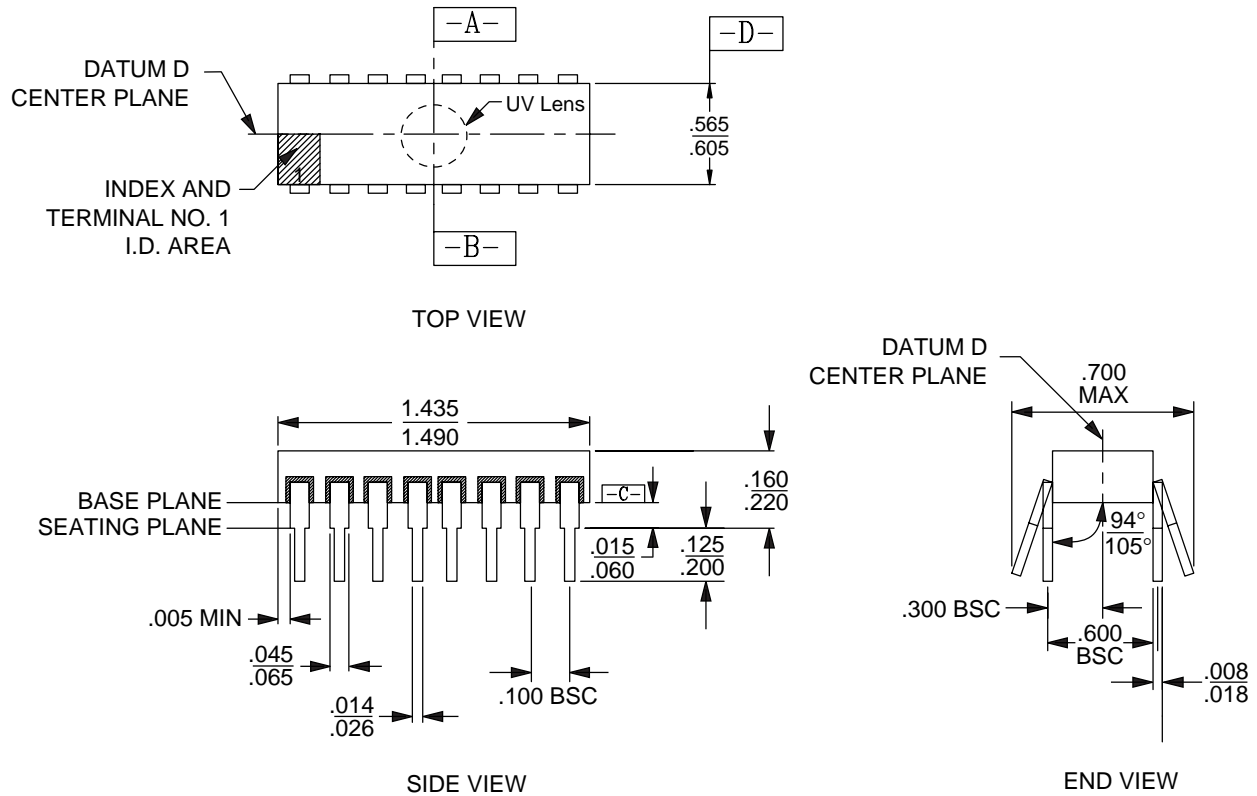 -A-
-D-
DATUM D
CENTER PLANE
UV Lens
.565
.605
1
INDEX AND
TERMINAL NO. 1
I.D. AREA
-B-
TOP VIEW
DATUM D
CENTER PLANE
.700
MAX
1.435
1.490
.160
.220
BASE PLANE
-C-
SEATING PLANE
.015
.060
.125
.200
94°
105°
.005 MIN
.300 BSC
.045
.065
.600
BSC
.100 BSC
.008
.018
.014
.026
SIDE VIEW
END VIEW